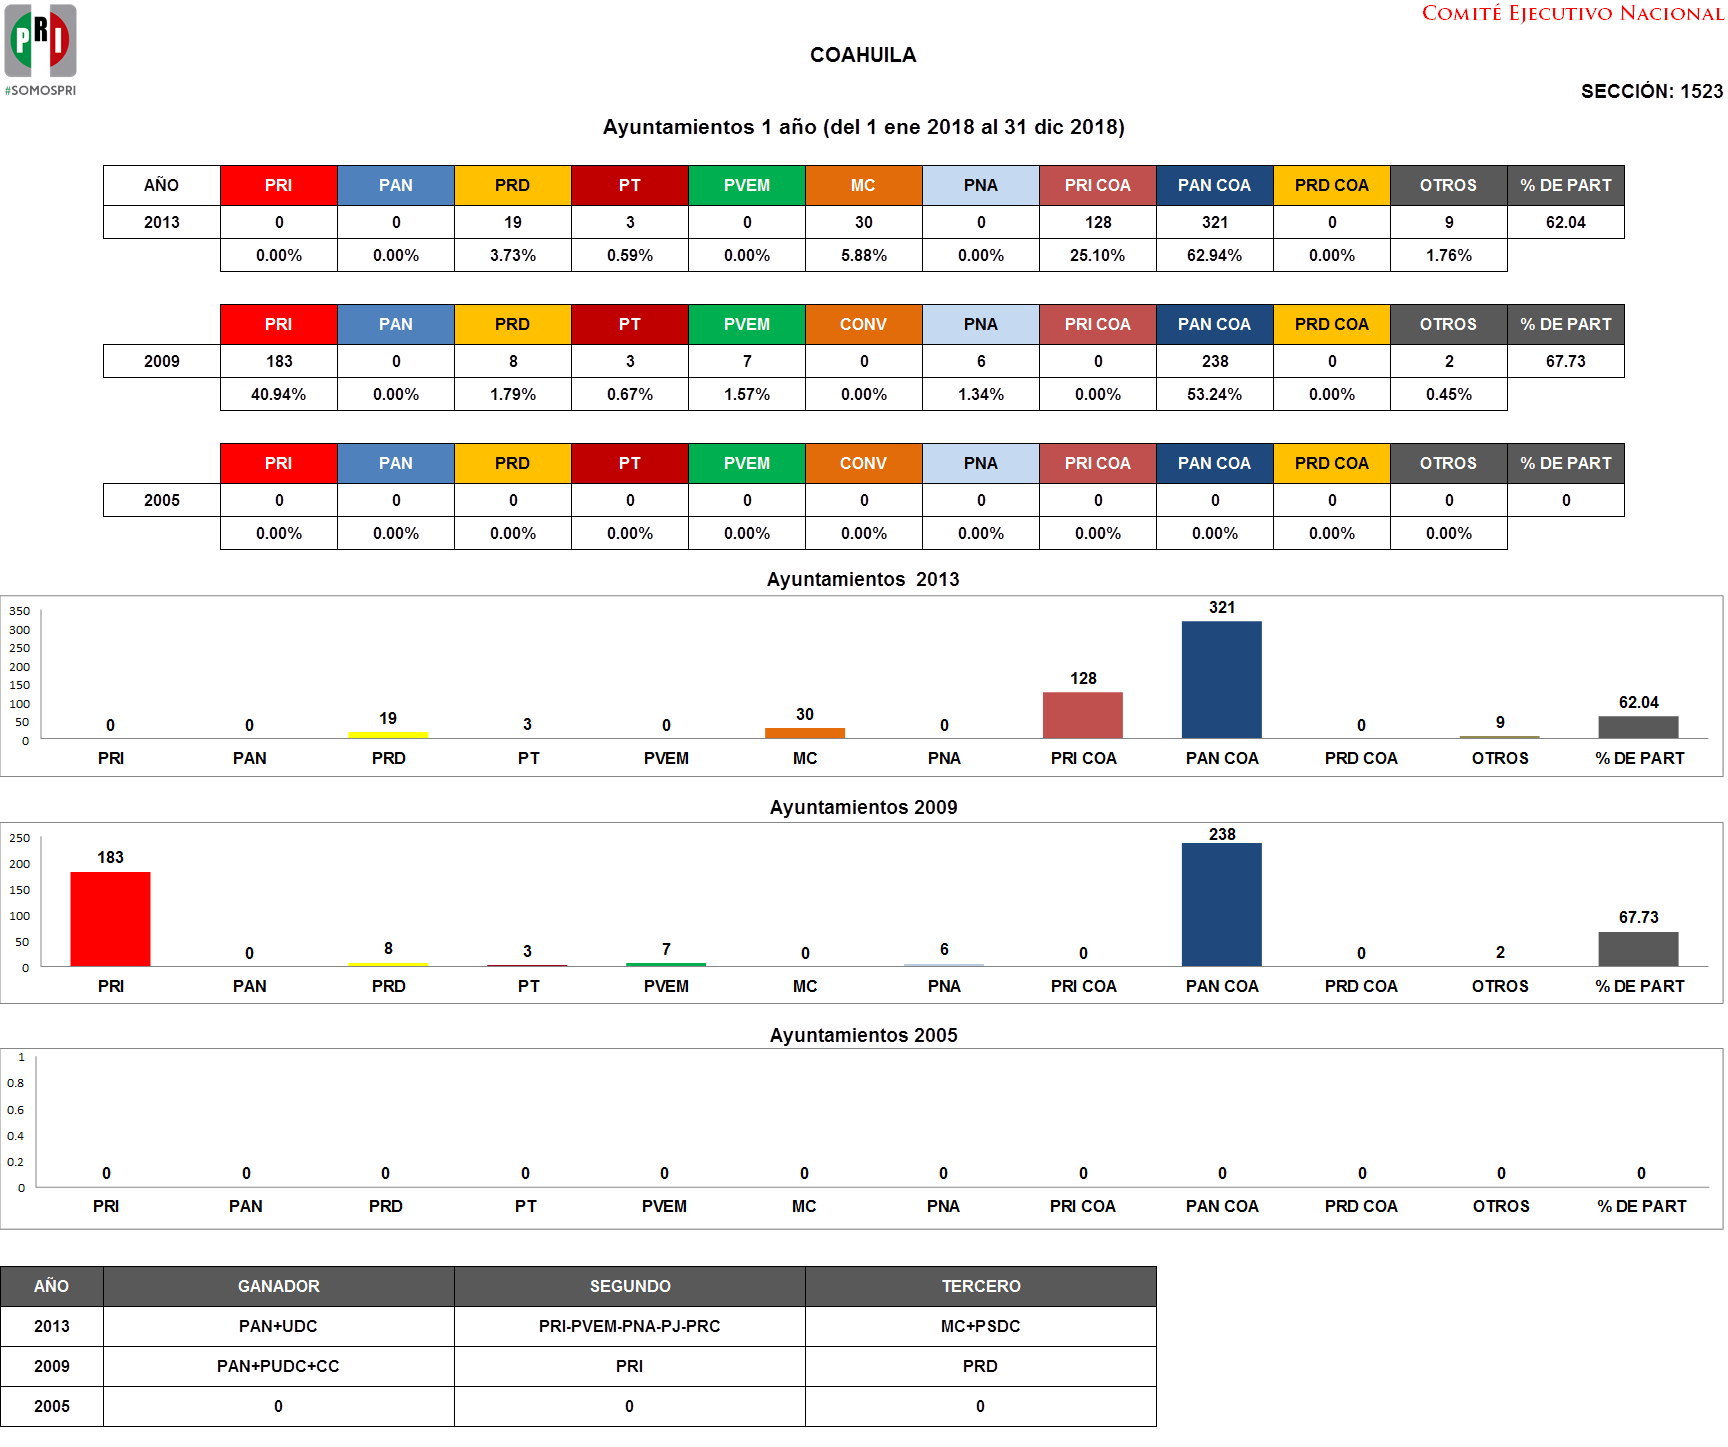 PRI
#SOMOSPRI
COMITÉ EJECUTIVO NACIONAL
COAHUILA
SECCIÓN: 1523
Ayuntamientos 1 año (del 1 ene 2018 al 31 dic 2018)
AÑO PRI PAN PRD PT PVEM MC PNA PRI COA PAN COA PRD COA OTROS % DE PART
2013 0 0 19 3 0 30 0 128 321 0 9 62.04
0.00% 0.00% 3.73% 0.59% 0.00% 5.88% 0.00% 25.10% 62.94% 0.00% 1.76%
PRI PAN PRD PT PVEM CONV PNA PRI COA PAN COA PRD COA OTROS % DE PART
2009 183 0 8 3 7 0 6 0 238 0 2 67.73
40.94% 0.00% 1.79% 0.67% 1.57% 0.00% 1.34% 0.00% 53.24% 0.00% 0.45%
PRI PAN PRD PT PVEM CONV PNA PRI COA PAN COA PRD COA OTROS % DE PART
2005 0 0 0 0 0 0 0 0 0 0 0 0
0.00% 0.00% 0.00% 0.00% 0.00% 0.00% 0.00% 0.00% 0.00% 0.00% 0.00%
Ayuntamientos 2013
350
300
250
200
150
100
50
0
0 0 19 3 0 30 0 128 321 0 9 62.04
PRI PAN PRD PT PVEM MC PNA PRI COA PAN COA PRD COA OTROS % DE PART
Ayuntamientos 2009
250
200
150
100
50
0
183 0 8 3 7 0 6 0 238 0 2 67.73
PRI PAN PRD PT PVEM MC PNA PRI COA PAN COA PRD COA OTROS % DE PART
Ayuntamientos 2005
1
0.8
0.6
0.4
0.2
0
0 0 0 0 0 0 0 0 0 0 0 0
PRI PAN PRD PT PVEM MC PNA PRI COA PAN COA PRD COA OTROS % DE PART
AÑO GANADOR SEGUNDO TERCERO
2013 PAN+UDC PRI-PVEM-PNA-PJ-PRC MC+PSDC
2009 PAN+PUDC+CC PRI PRD
2005 0 0 0